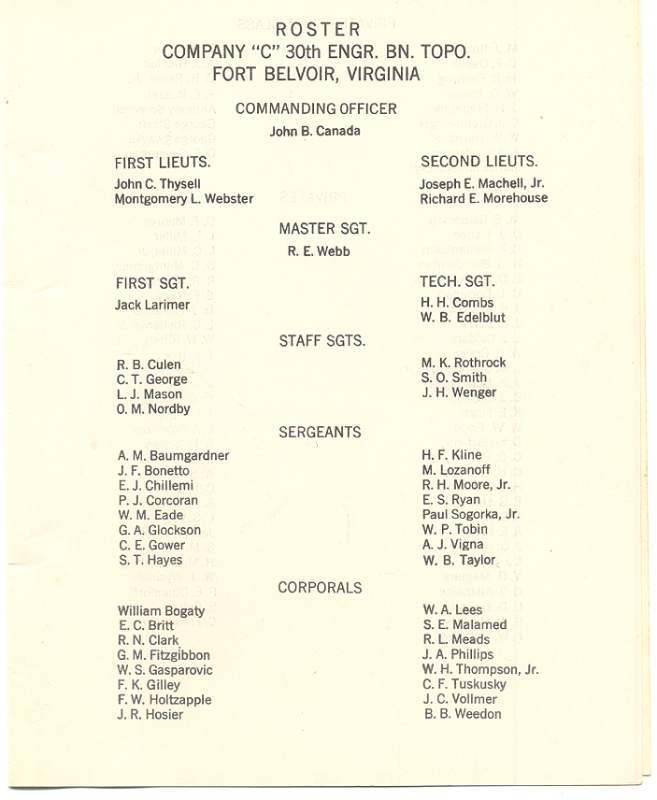 ROSTER
COMPANY "C" 30th ENGR. BN. TOPO.
FORT BELVOIR, VIRGINIA
COMMANDING OFFICER
John B. Canada
FIRST LIEUTS.
John C. Thysell
Montgomery L. Webster
SECOND LIEUTS.
Joseph E. Machell, Jr.
Richard E. Morehouse
MASTER SGT.
R. E. Webb
FIRST SGT.
Jack Larimer
TECH. SGT.
H. H. Combs
W. B. Edelblut
STAFF SGTS.
R. B. Culen
C. T. George
L. J. Mason
O. M. Nordby
M. K. Rothrock
S. O. Smith
J. H. Wenger
SERGEANTS
A. M. Baumgardner
J. F. Bonetto
E. J. Chillemi
P. J. Corcoran
W. M. Eade
G. A. Glockson
C. E. Gower
S. T. Hayes
H. F. Kline
M. Lozanoff
R. H. Moore, Jr.
E. S. Ryan
Paul Sogorka, Jr.
W. P. Tobin
A. J. Vigna
W. B. Taylor
CORPORALS
William Bogaty
E. C. Britt
R. N. Clark
G. M. Fitzgibbon
W. S. Gasparovic
F. K. Gilley
F. W. Holtzapple
J. R. Hosier
W. A. Lees
S. E. Malamed
R. L. Meads
J. A. Phillips
W. H. Thompson, Jr.
C. F. Tuskusky
J. C. Vollmer
B. B. Weedon